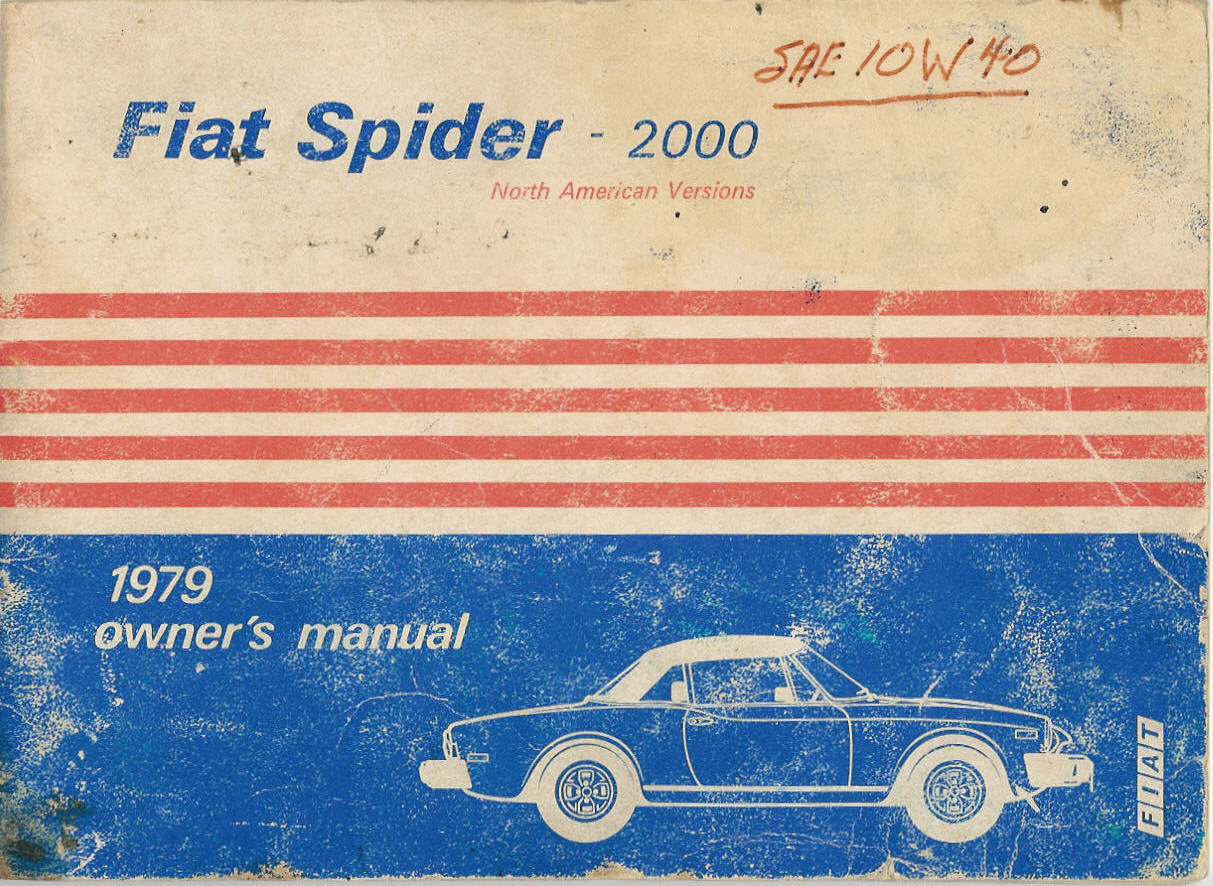 SAE 10W 40
Fiat Spider - 2000
North American Versions
1979
owner's manual
FIAT